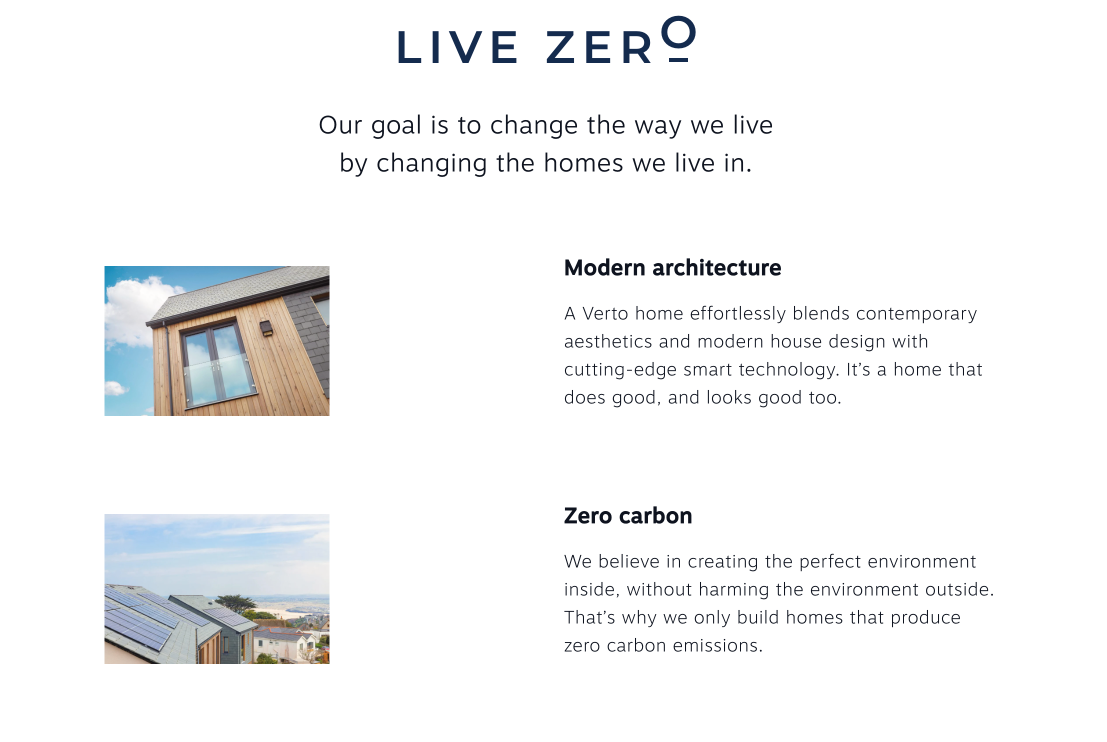 LIVE ZERO
Our goal is to change the way we live
by changing the homes we live in.
Modern architecture
A Verto home effortlessly blends contemporary
aesthetics and modern house design with
cutting-edge smart technology. It’s a home that
does good, and looks good too.
Zero carbon
We believe in creating the perfect environment
inside, without harming the environment outside.
That’s why we only build homes that produce
zero carbon emissions.